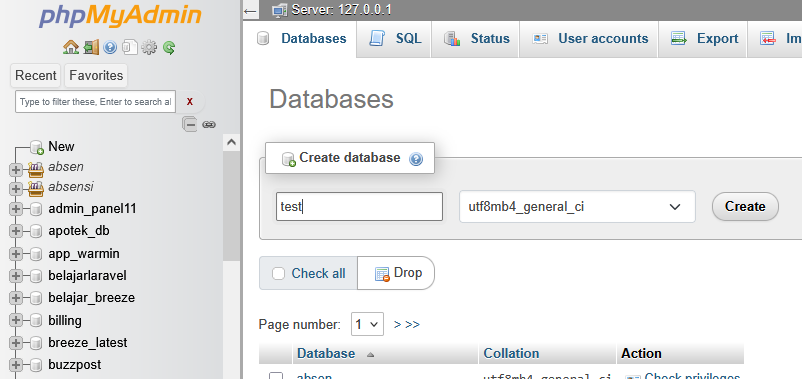 phpMyAdmin
Recent Favorites
Type to filter these, Enter to search al X
New
absen
absensi
admin_panel11
apotek_db
app_warmin
belajarlaravel
belajar_breeze
billing
breeze_latest
buzzpost
Server: 127.0.0.1
Databases SQL Status User accounts Export Im
Databases
Create database
test utf8mb4_general_ci Create
Check all Drop
Page number: 1 > >>
Database Collation Action
absen utf8mb4_general_ci Check privileges